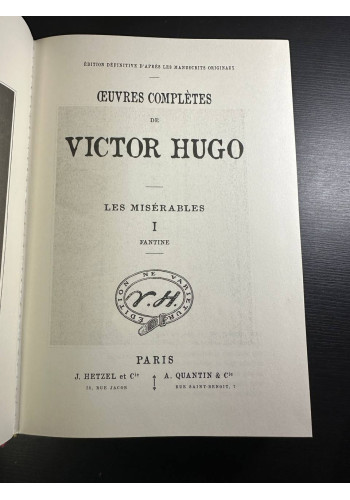 ÉDITION DÉFINITIVE D'APRÈS LES MANUSCRITS ORIGINAUX
ŒUVRES COMPLÈTES
DE
VICTOR HUGO
LES MISÉRABLES
I
FANTINE
EDITION NE VARIETUR
V.H.
PARIS
J. HETZEL et Cie A. QUANTIN & Cie
18, RUE JACOB RUE SAINT-BENOIT, 7